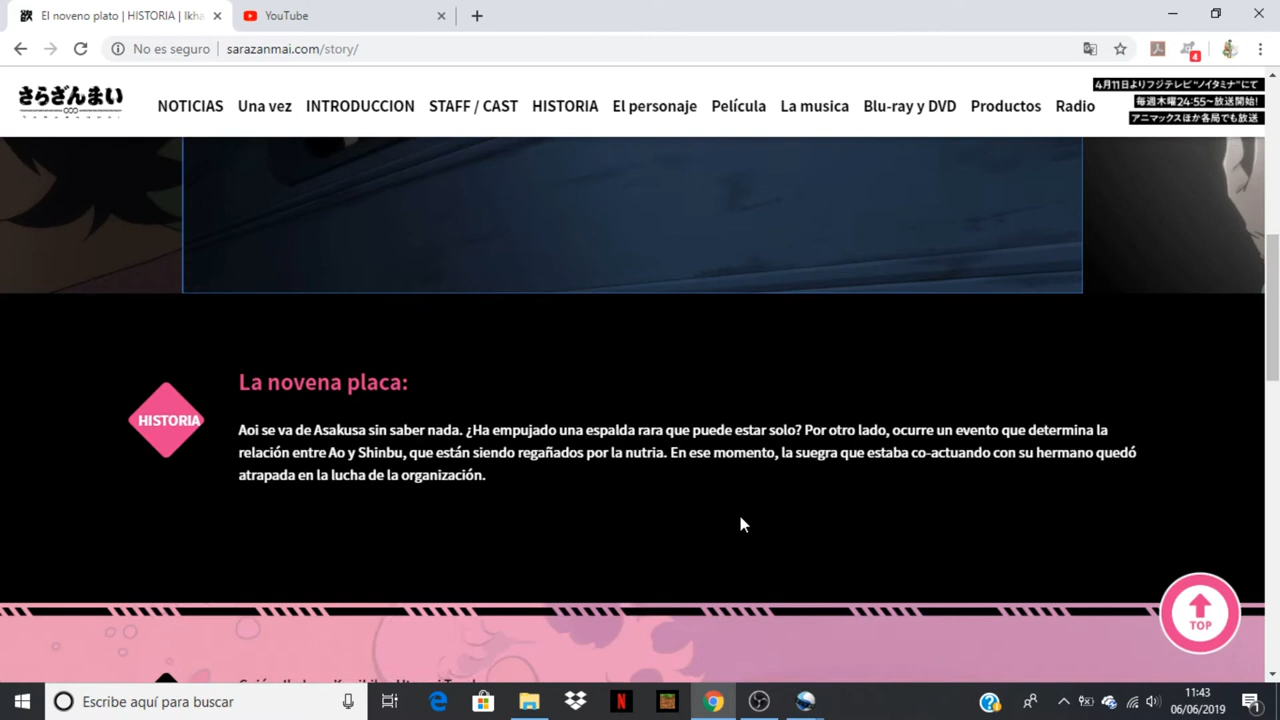 El noveno plato | HISTORIA | Ikha
YouTube
No es seguro
sarazanmai.com/story/
4
さらざんまい
NOTICIAS
Una vez
INTRODUCCION
STAFF / CAST
HISTORIA
El personaje
Película
La musica
Blu-ray y DVD
Productos
Radio
4月11日よりフジテレビ"ノイタミナ"にて
毎週木曜24:55~放送開始!
アニマックスほか各局でも放送
La novena placa:
HISTORIA
Aoi se va de Asakusa sin saber nada. ¿Ha empujado una espalda rara que puede estar solo? Por otro lado, ocurre un evento que determina la
relación entre Ao y Shinbu, que están siendo regañados por la nutria. En ese momento, la suegra que estaba co-actuando con su hermano quedó
atrapada en la lucha de la organización.
TOP
Escribe aquí para buscar
11:43
06/06/2019
1